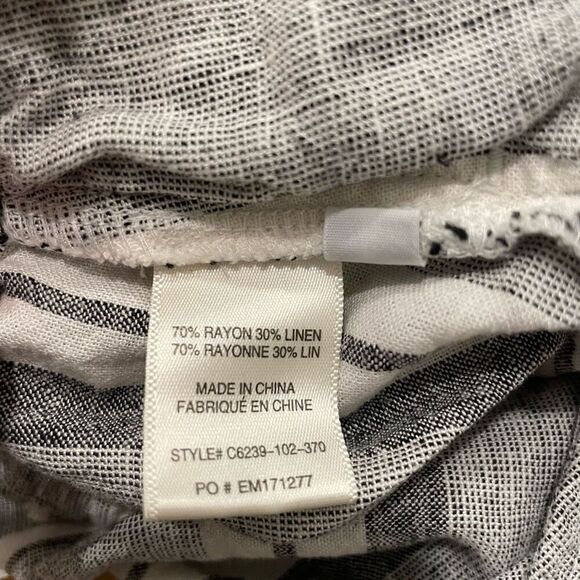 70% RAYON 30% LINEN
70% RAYONNE 30% LIN
MADE IN CHINA
FABRIQUÉ EN CHINE
STYLE# C6239-102-370
PO # EM171277